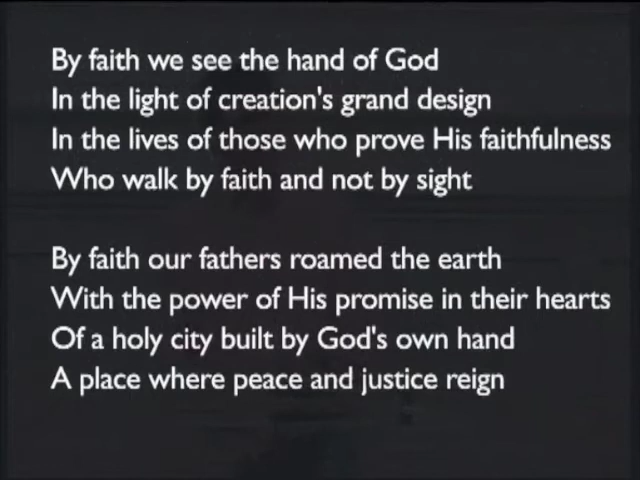 By faith we see the hand of God
In the light of creation's grand design
In the lives of those who prove His faithfulness
Who walk by faith and not by sight
By faith our fathers roamed the earth
With the power of His promise in their hearts
Of a holy city built by God's own hand
A place where peace and justice reign